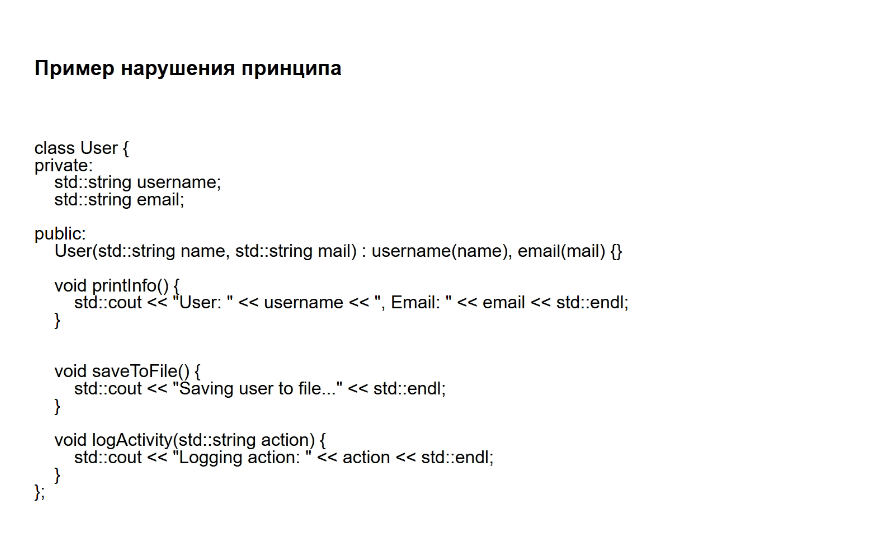 Пример нарушения принципа
class User {
private:
    std::string username;
    std::string email;
public:
    User(std::string name, std::string mail) : username(name), email(mail) {}
    void printInfo() {
        std::cout << "User: " << username << ", Email: " << email << std::endl;
    }
    void saveToFile() {
        std::cout << "Saving user to file..." << std::endl;
    }
    void logActivity(std::string action) {
        std::cout << "Logging action: " << action << std::endl;
    }
};